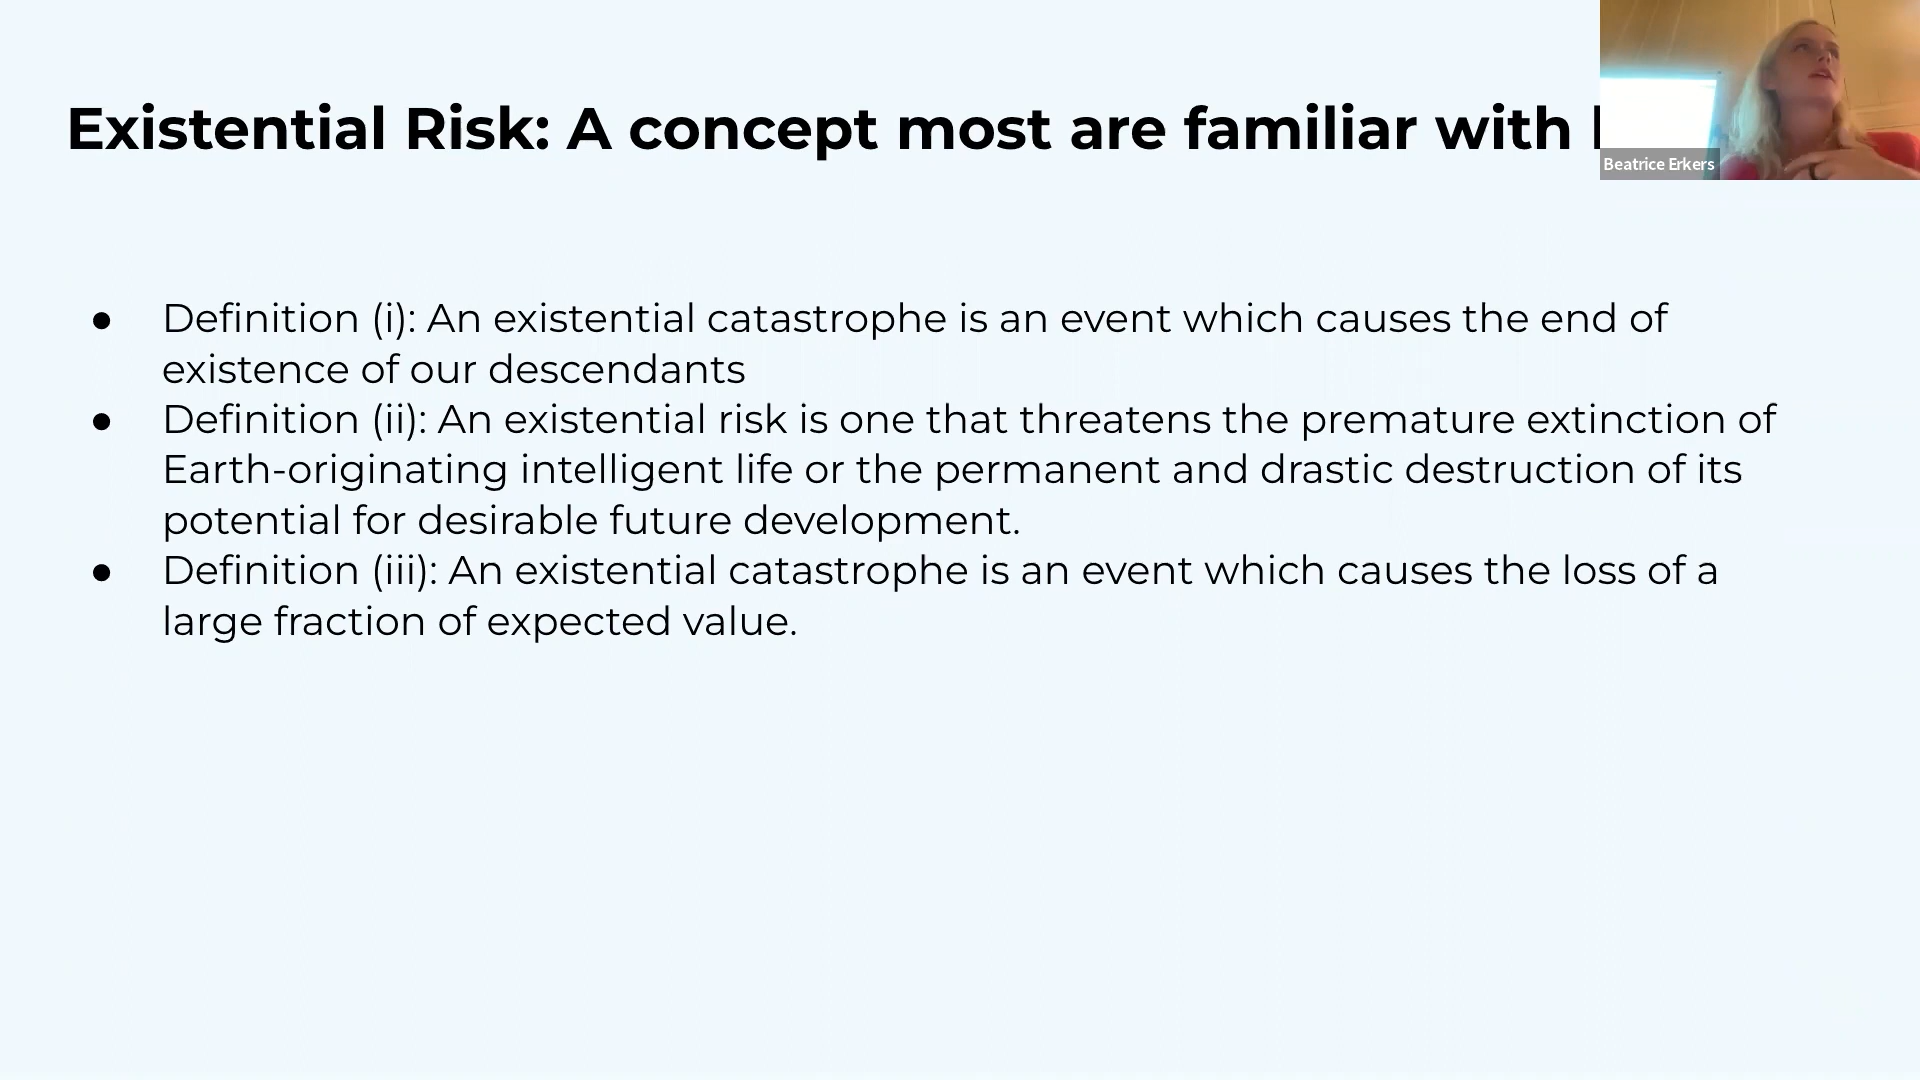 Existential Risk: A concept most are familiar with
Beatrice Erkers
● Definition (i): An existential catastrophe is an event which causes the end of
existence of our descendants
● Definition (ii): An existential risk is one that threatens the premature extinction of
Earth-originating intelligent life or the permanent and drastic destruction of its
potential for desirable future development.
● Definition (iii): An existential catastrophe is an event which causes the loss of a
large fraction of expected value.